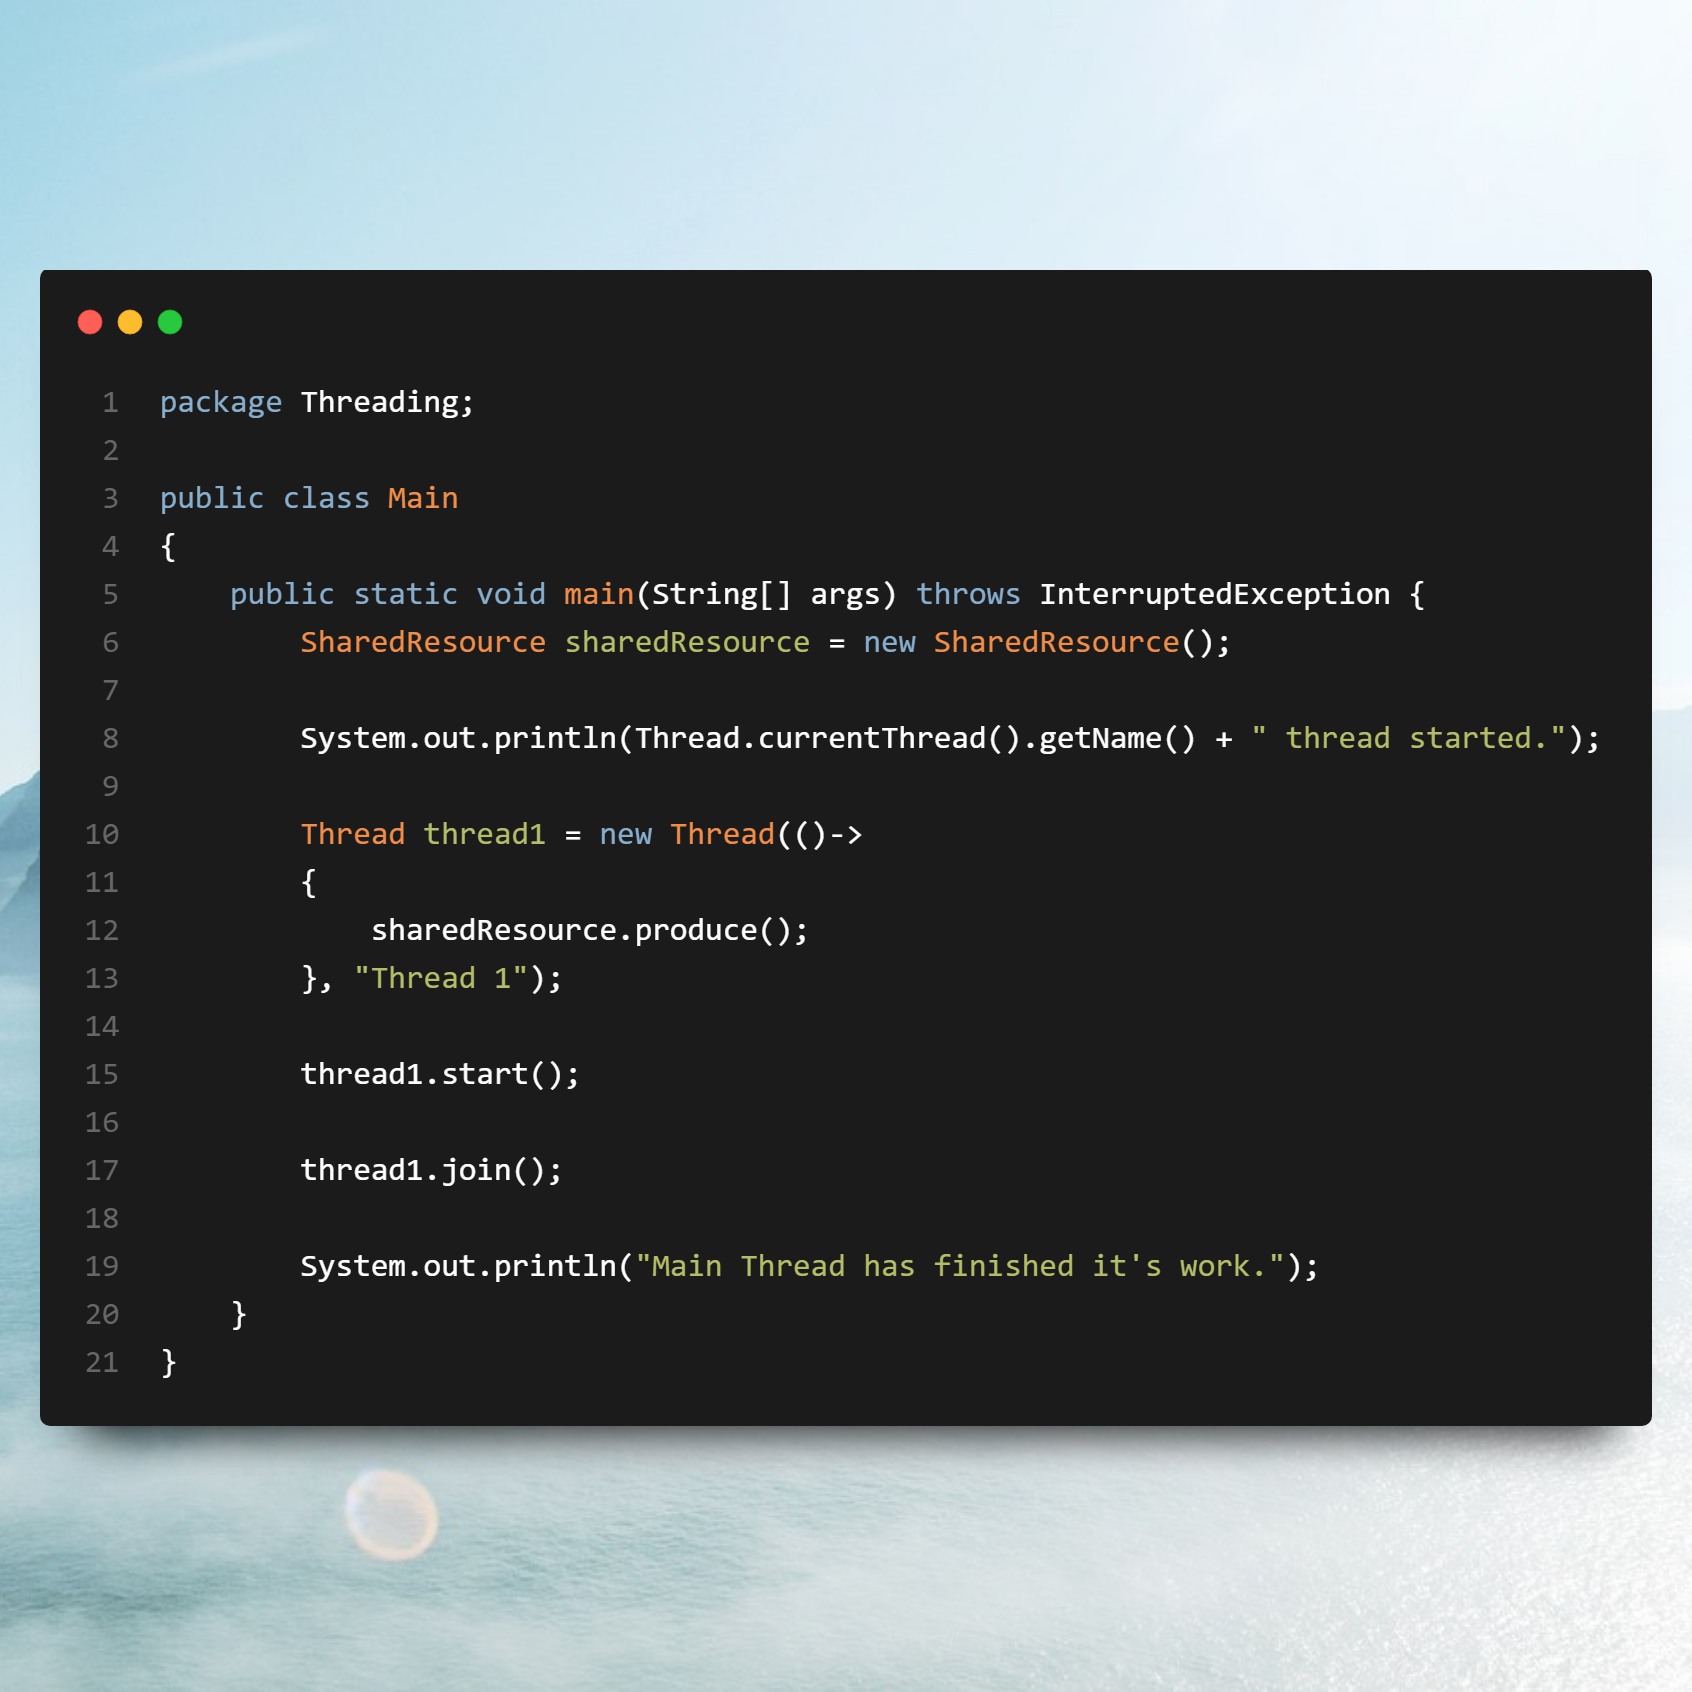 1 package Threading;
2
3 public class Main
4 {
5     public static void main(String[] args) throws InterruptedException {
6         SharedResource sharedResource = new SharedResource();
7
8         System.out.println(Thread.currentThread().getName() + " thread started.");
9
10         Thread thread1 = new Thread(()->
11         {
12             sharedResource.produce();
13         }, "Thread 1");
14
15         thread1.start();
16
17         thread1.join();
18
19         System.out.println("Main Thread has finished it's work.");
20     }
21 }